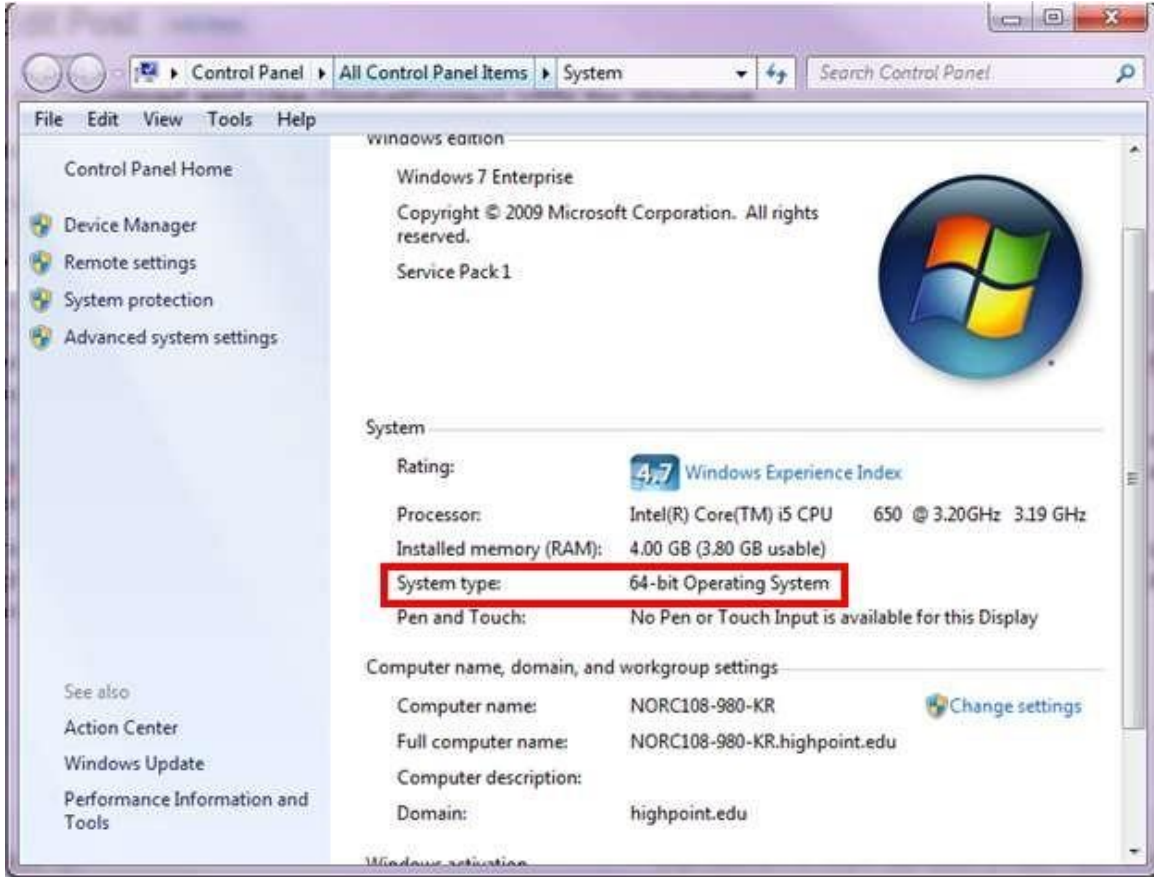 Control Panel ▸ All Control Panel Items ▸ System
Search Control Panel
File Edit View Tools Help
Control Panel Home
Device Manager
Remote settings
System protection
Advanced system settings
See also
Action Center
Windows Update
Performance Information and
Tools
Windows edition
Windows 7 Enterprise
Copyright © 2009 Microsoft Corporation. All rights
reserved.
Service Pack 1
System
Rating: 4,7 Windows Experience Index
Processor: Intel(R) Core(TM) i5 CPU 650 @ 3.20GHz 3.19 GHz
Installed memory (RAM): 4.00 GB (3.80 GB usable)
System type: 64-bit Operating System
Pen and Touch: No Pen or Touch Input is available for this Display
Computer name, domain, and workgroup settings
Computer name: NORC108-980-KR Change settings
Full computer name: NORC108-980-KR.highpoint.edu
Computer description:
Domain: highpoint.edu
Windows activation